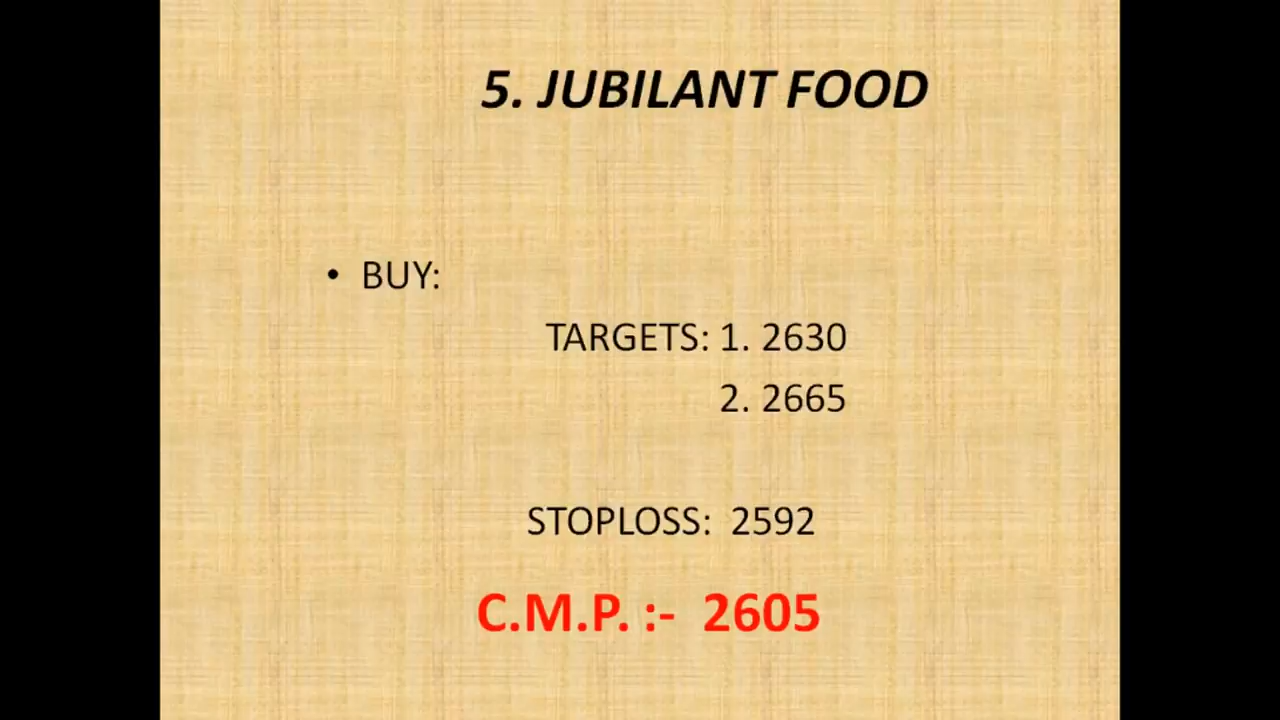 5. JUBILANT FOOD
• BUY:
TARGETS: 1. 2630
2. 2665
STOPLOSS: 2592
C.M.P. :- 2605